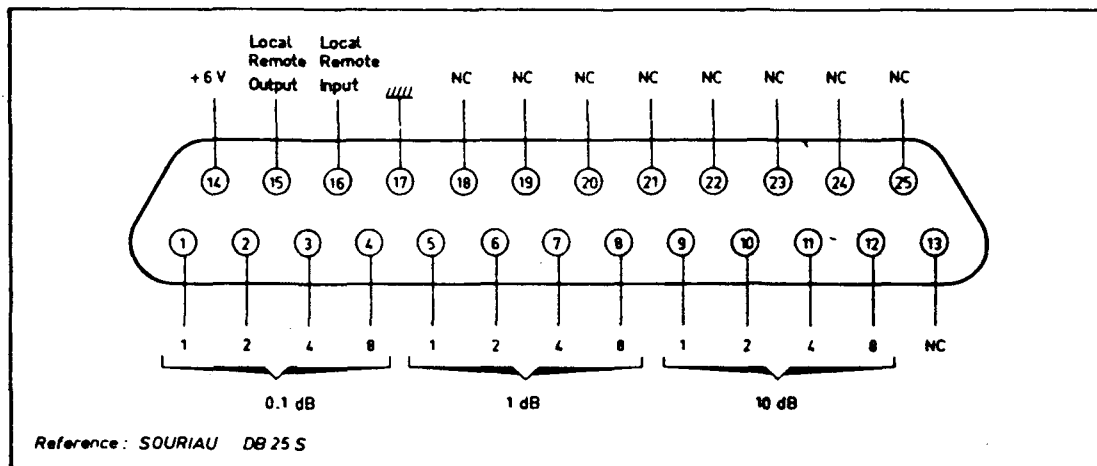 Local Local
Remote Remote
+ 6 V Output Input NC NC NC NC NC NC NC NC
14 15 16 17 18 19 20 21 22 23 24 25
1 2 3 4 5 6 7 8 9 10 11 12 13
1 2 4 8 1 2 4 8 1 2 4 8 NC
0.1 dB 1 dB 10 dB
Reference : SOURIAU DB 25 S